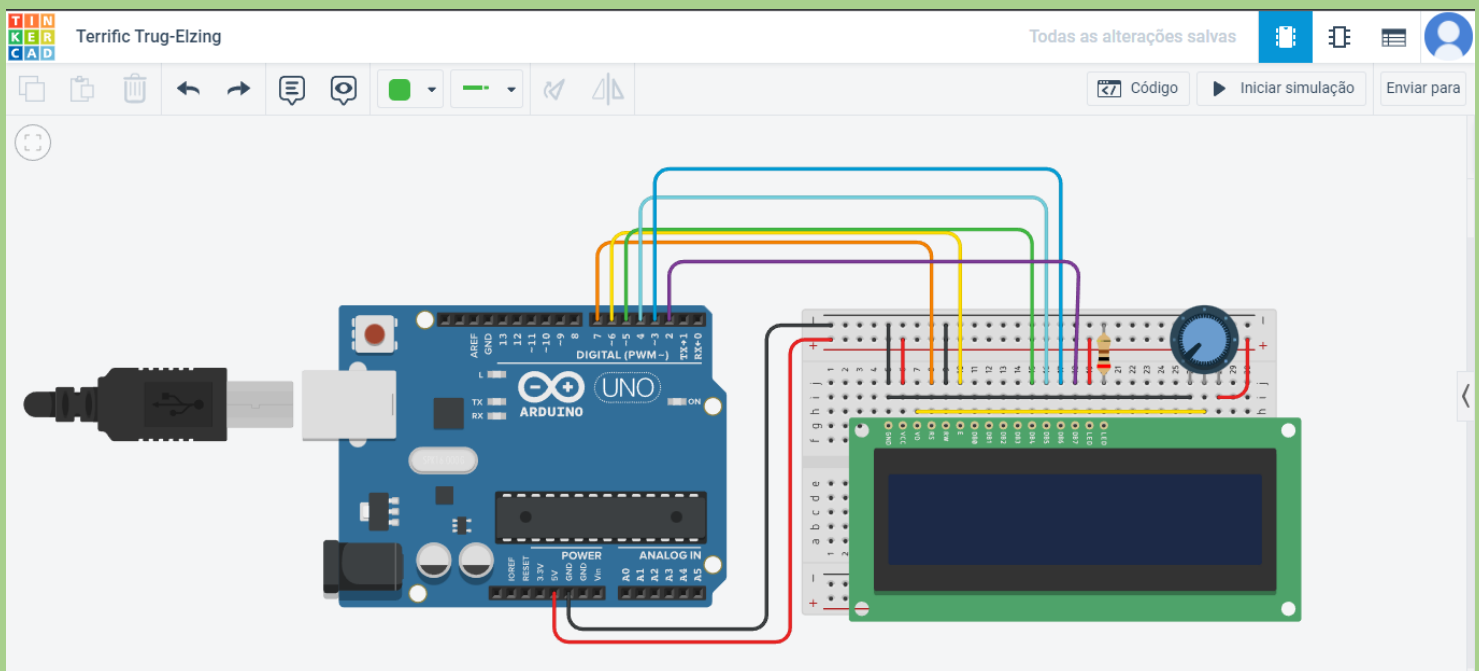 TIN
KER
CAD
Terrific Trug-Elzing
Todas as alterações salvas
Código
Iniciar simulação
Enviar para
AREF
GND
13
12
~11
~10
~9
8
7
~6
~5
4
~3
2
TX→1
RX←0
DIGITAL (PWM~)
L
TX
RX
ARDUINO
UNO
ON
IOREF
RESET
3.3V
5V
GND
GND
Vin
POWER
ANALOG IN
A0
A1
A2
A3
A4
A5
GND
VCC
VO
RS
RW
E
DB0
DB1
DB2
DB3
DB4
DB5
DB6
DB7
LED
LED